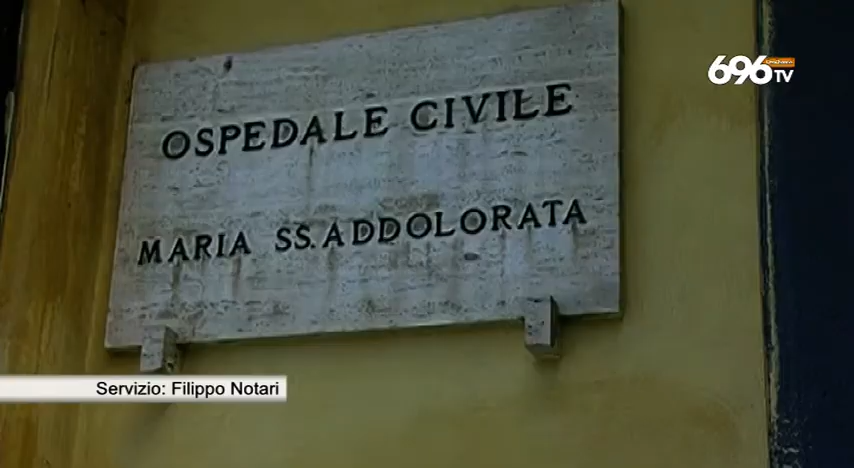 696
TV
OSPEDALE CIVILE
MARIA SS. ADDOLORATA
Servizio: Filippo Notari